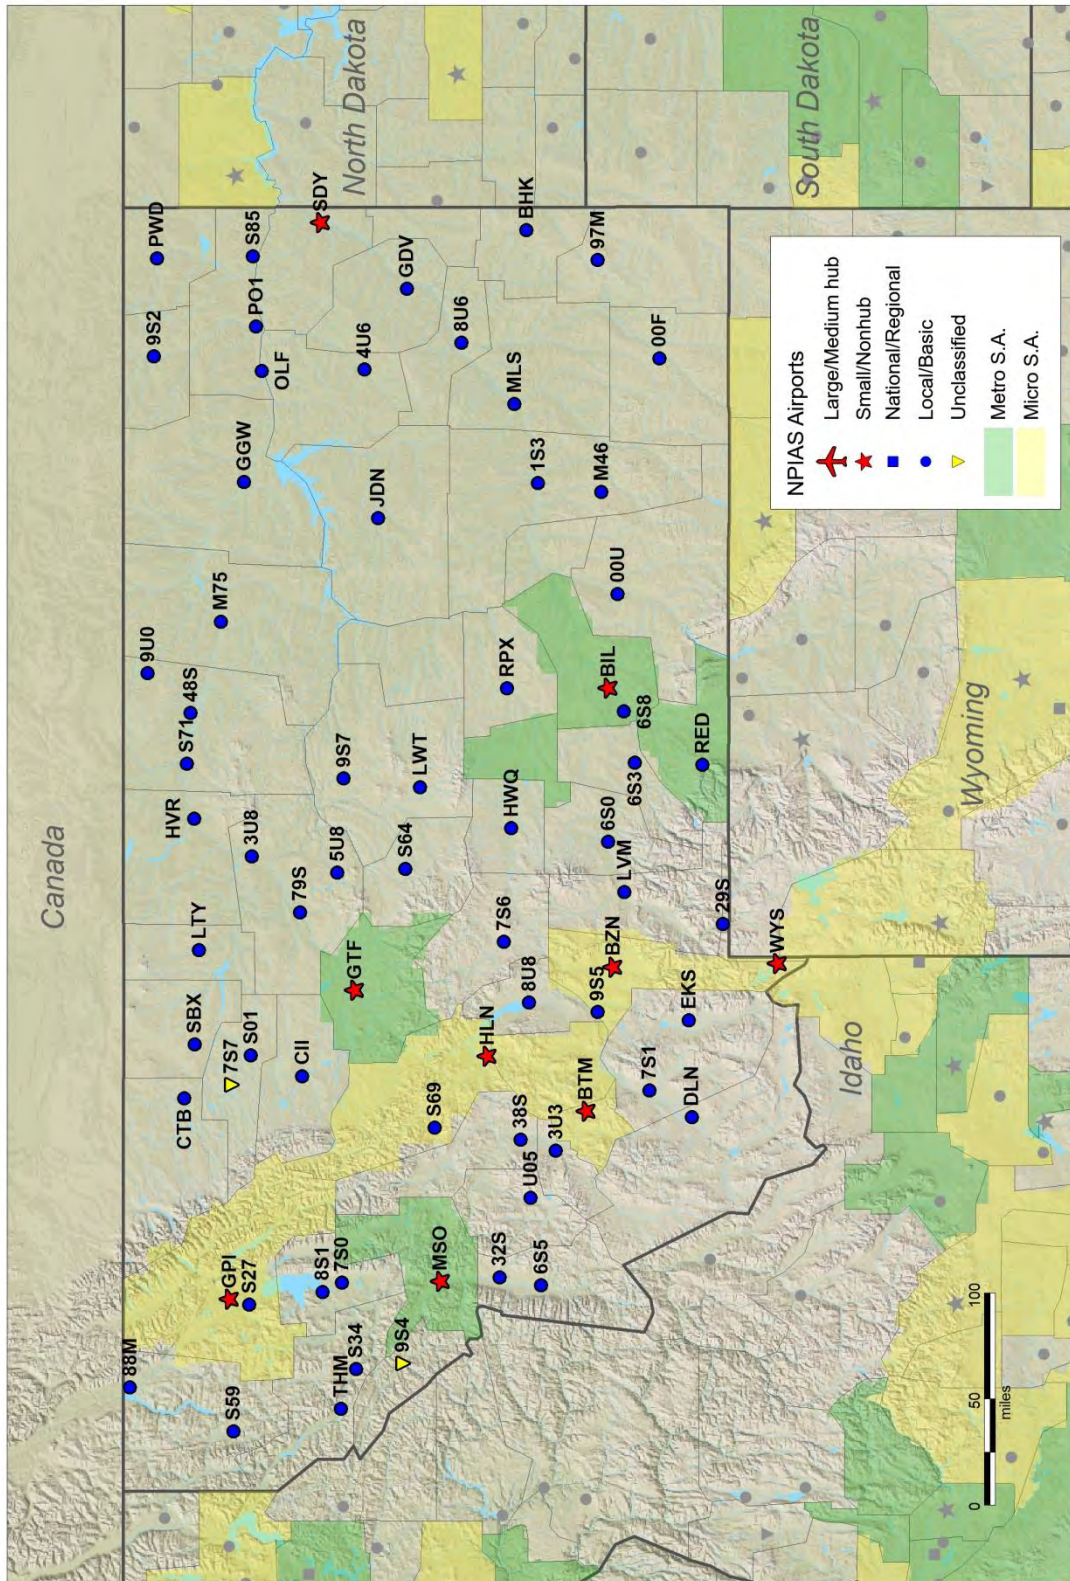 Canada
North Dakota
South Dakota
Wyoming
Idaho
88M
S59
GPI
S27
8S1
7S0
THM
S34
9S4
MSO
32S
6S5
U05
38S
3U3
S69
HLN
BTM
7S1
DLN
EKS
CTB
SBX
7S7
S01
CII
LTY
GTF
79S
5U8
3U8
HVR
S71
48S
9U0
M75
9S7
LWT
S64
7S6
8U8
9S5
BZN
WYS
29S
LVM
6S0
HWQ
6S3
RED
6S8
BIL
RPX
00U
GGW
JDN
1S3
M46
MLS
9S2
PWD
OLF
PO1
S85
SDY
4U6
GDV
8U6
BHK
97M
00F
NPIAS Airports
Large/Medium hub
Small/Nonhub
National/Regional
Local/Basic
Unclassified
Metro S.A.
Micro S.A.
0 50 100
miles